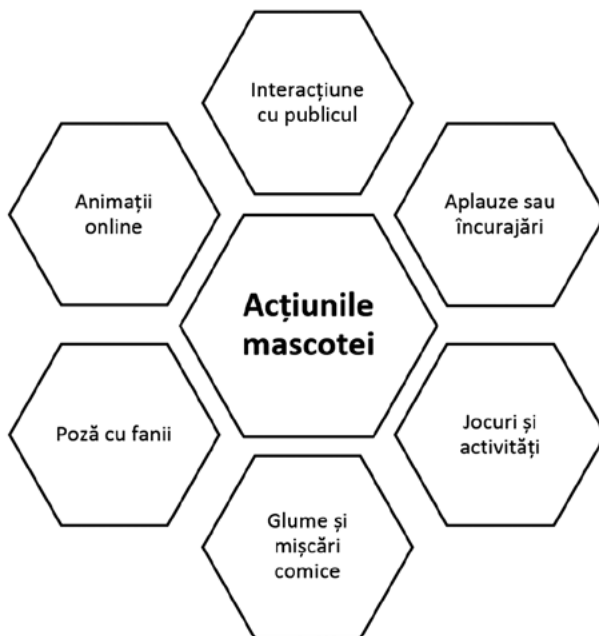 Interacțiune
cu publicul
Animații
online
Aplauze sau
încurajări
Acțiunile
mascotei
Poză cu fanii
Jocuri și
activități
Glume și
mișcări
comice